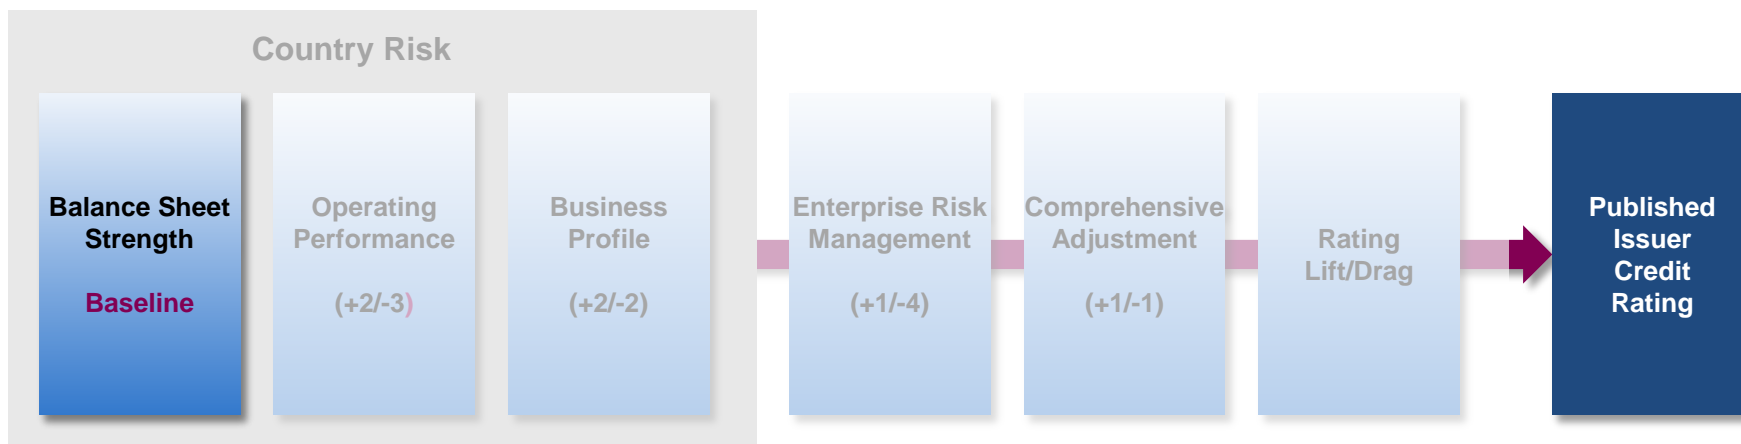 Country Risk
Balance Sheet
Strength
Baseline
Operating
Performance
(+2/-3)
Business
Profile
(+2/-2)
Enterprise Risk
Management
(+1/-4)
Comprehensive
Adjustment
(+1/-1)
Rating
Lift/Drag
Published
Issuer
Credit
Rating